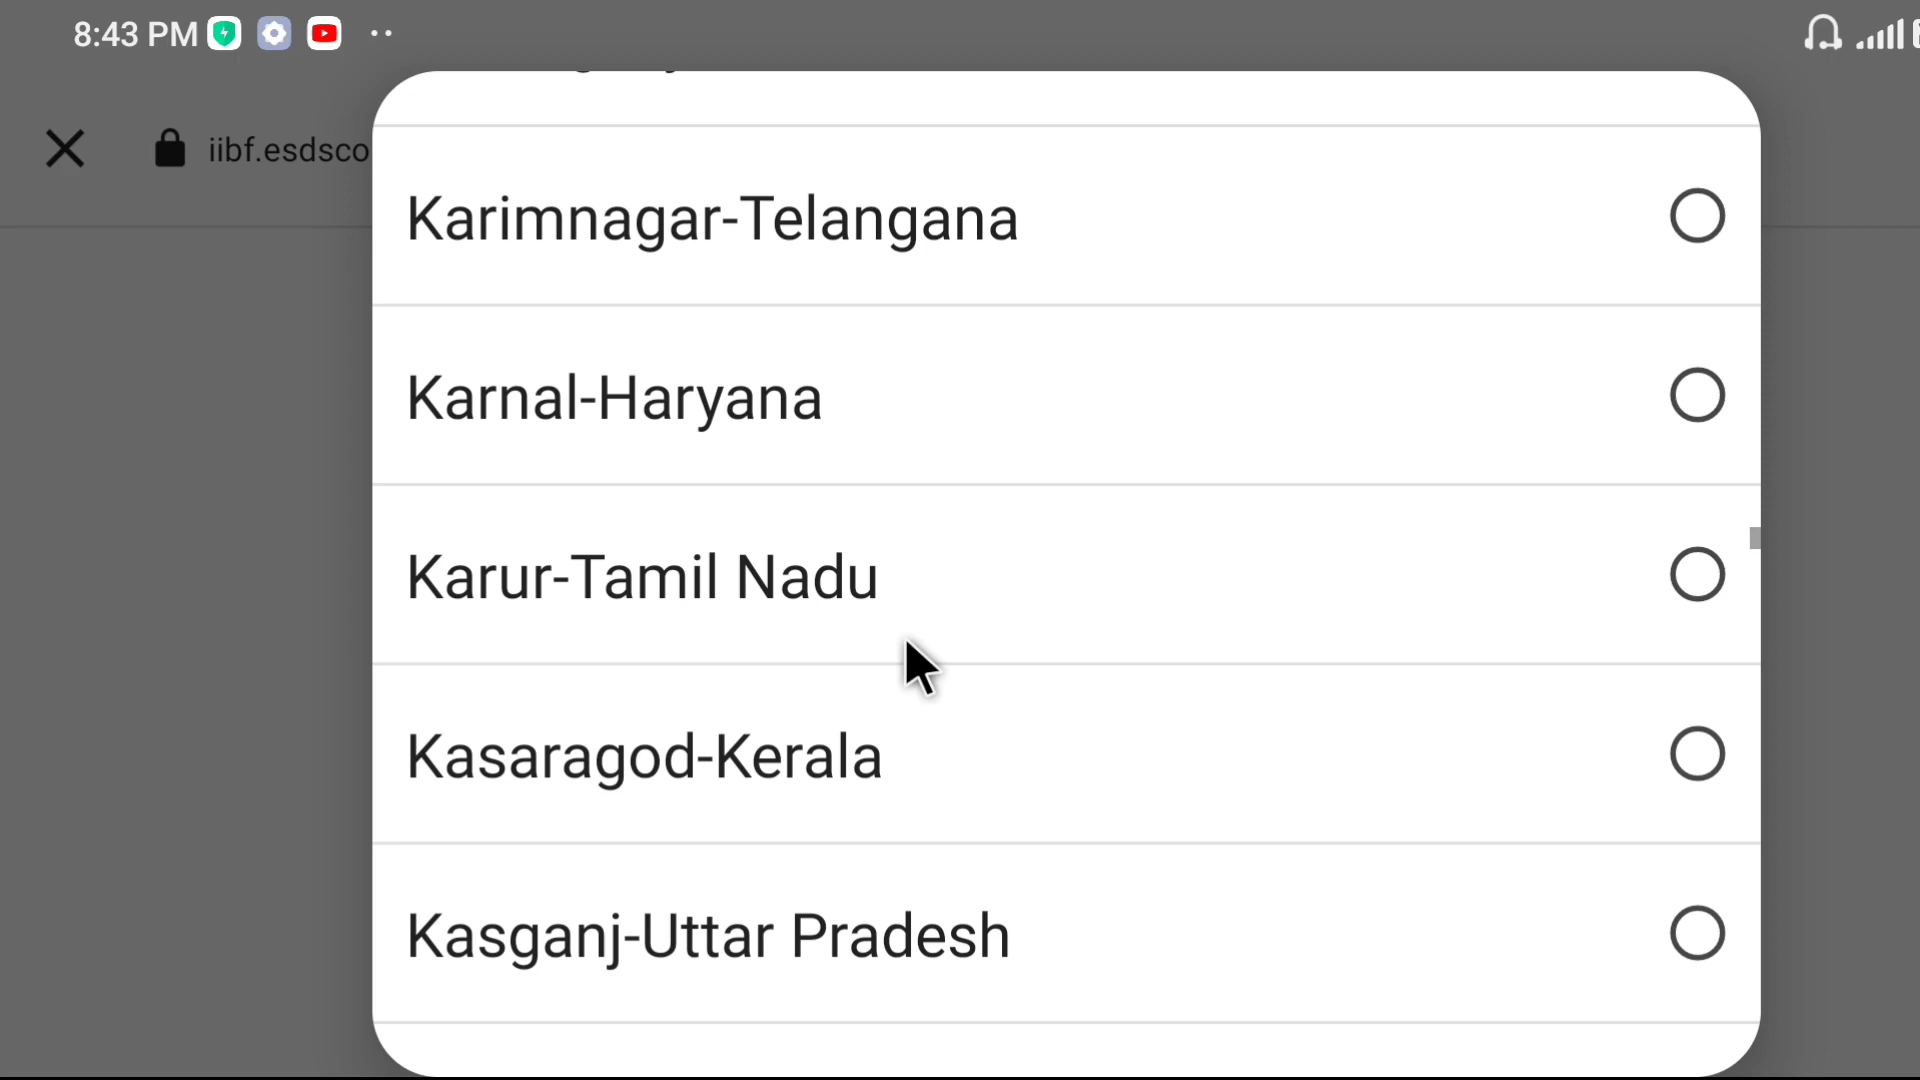 8:43 PM
iibf.esdsco
Karimnagar-Telangana
Karnal-Haryana
Karur-Tamil Nadu
Kasaragod-Kerala
Kasganj-Uttar Pradesh